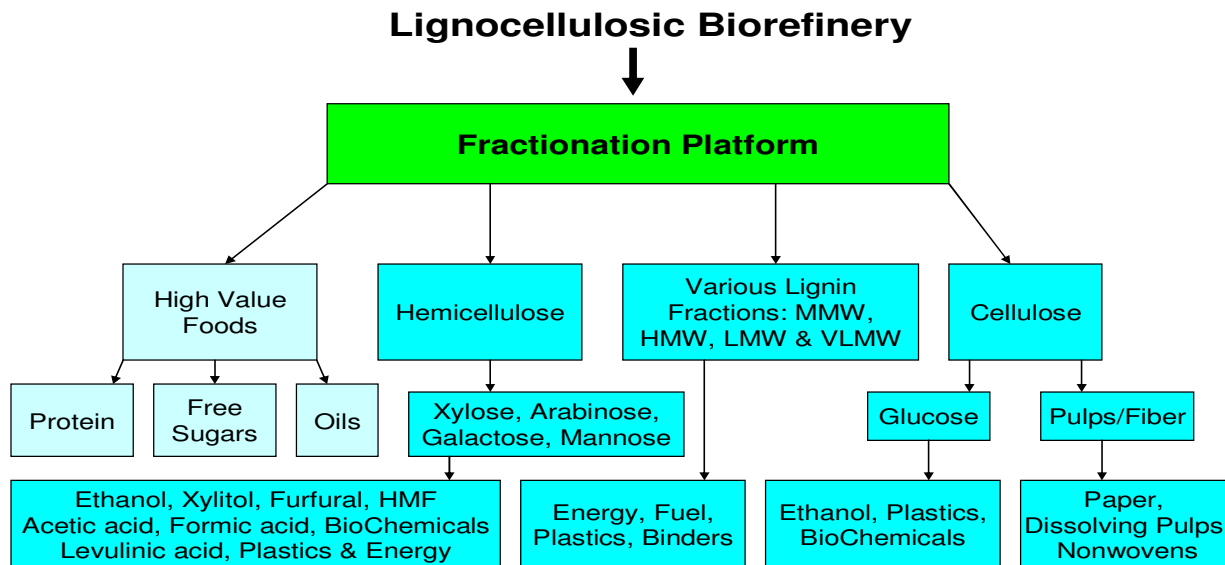 Lignocellulosic Biorefinery
Fractionation Platform
High Value
Foods
Hemicellulose
Various Lignin
Fractions: MMW,
HMW, LMW & VLMW
Cellulose
Protein
Free
Sugars
Oils
Xylose, Arabinose,
Galactose, Mannose
Glucose
Pulps/Fiber
Ethanol, Xylitol, Furfural, HMF
Acetic acid, Formic acid, BioChemicals
Levulinic acid, Plastics & Energy
Energy, Fuel,
Plastics, Binders
Ethanol, Plastics,
BioChemicals
Paper,
Dissolving Pulps
Nonwovens